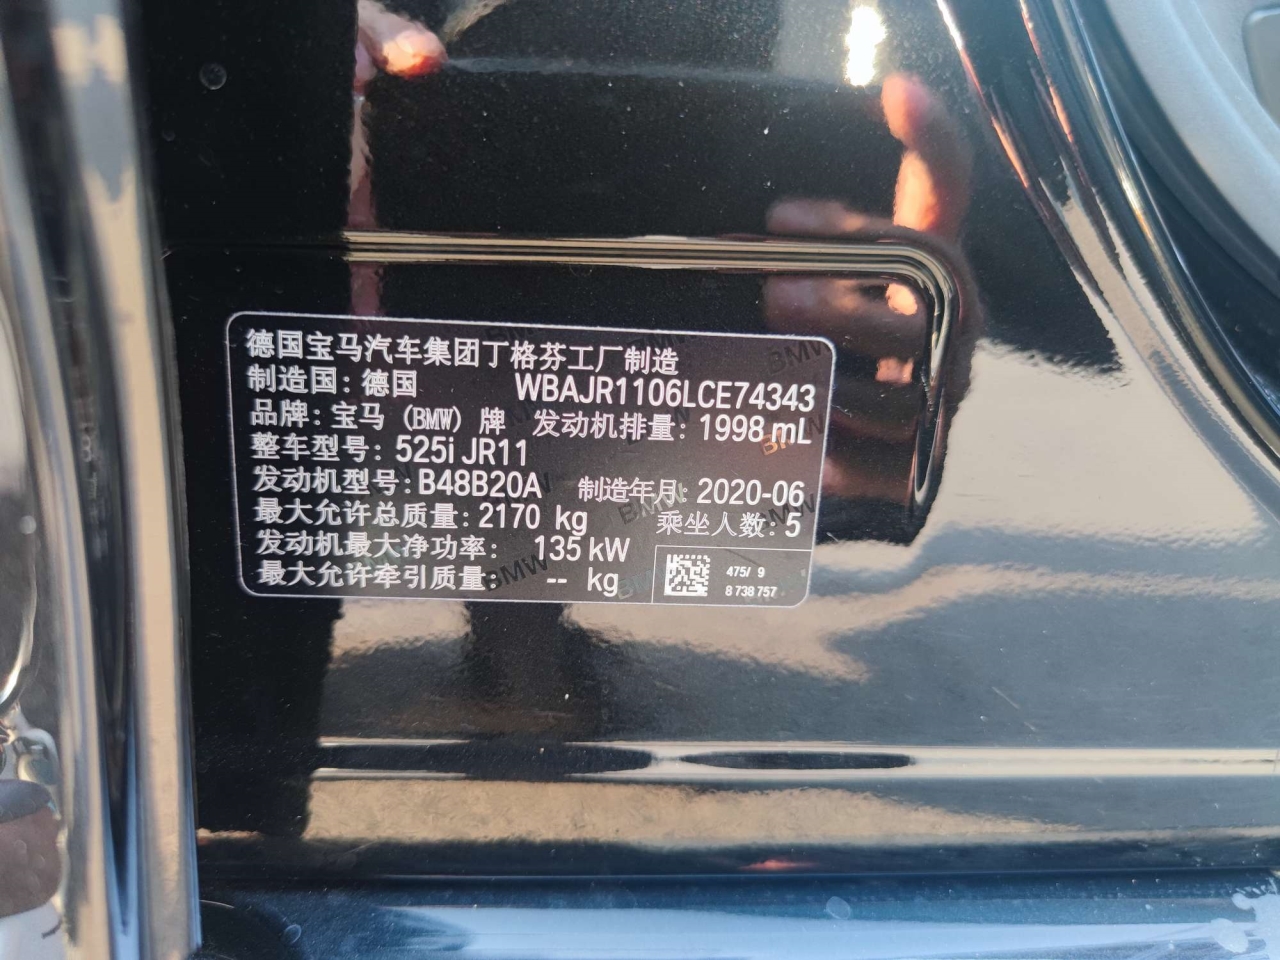 德国宝马汽车集团丁格芬工厂制造
制造国：德国 WBAJR1106LCE74343
品牌：宝马（BMW）牌 发动机排量：1998 mL
整车型号：525i JR11
发动机型号：B48B20A 制造年月：2020-06
最大允许总质量：2170 kg 乘坐人数：5
发动机最大净功率： 135 kW
最大允许牵引质量： -- kg
475/ 9
8 738 757